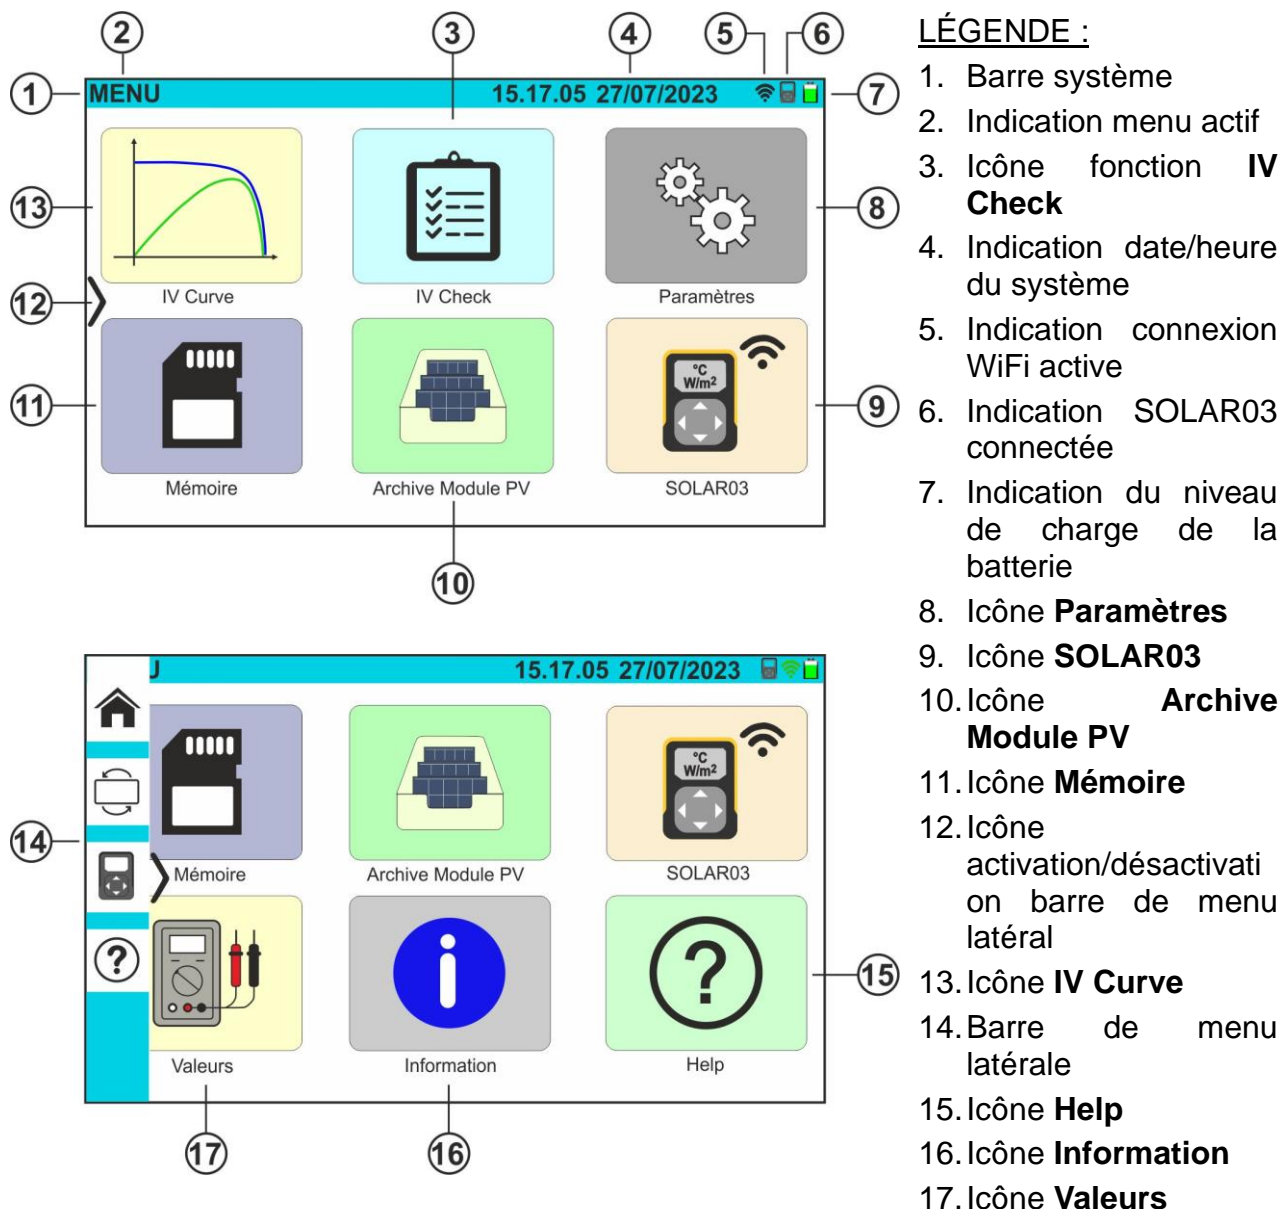 2
3
4
5
6
1
MENU
15.17.05 27/07/2023
7
13
8
IV Curve
IV Check
Paramètres
12
°C
W/m2
11
9
Mémoire
Archive Module PV
SOLAR03
10
U
15.17.05 27/07/2023
°C
W/m2
14
Mémoire
Archive Module PV
SOLAR03
?
i
?
15
Valeurs
Information
Help
17
16
LÉGENDE :
1. Barre système
2. Indication menu actif
3. Icône fonction IV
Check
4. Indication date/heure
du système
5. Indication connexion
WiFi active
6. Indication SOLAR03
connectée
7. Indication du niveau
de charge de la
batterie
8. Icône Paramètres
9. Icône SOLAR03
10. Icône Archive
Module PV
11. Icône Mémoire
12. Icône
activation/désactivati
on barre de menu
latéral
13. Icône IV Curve
14. Barre de menu
latérale
15. Icône Help
16. Icône Information
17. Icône Valeurs